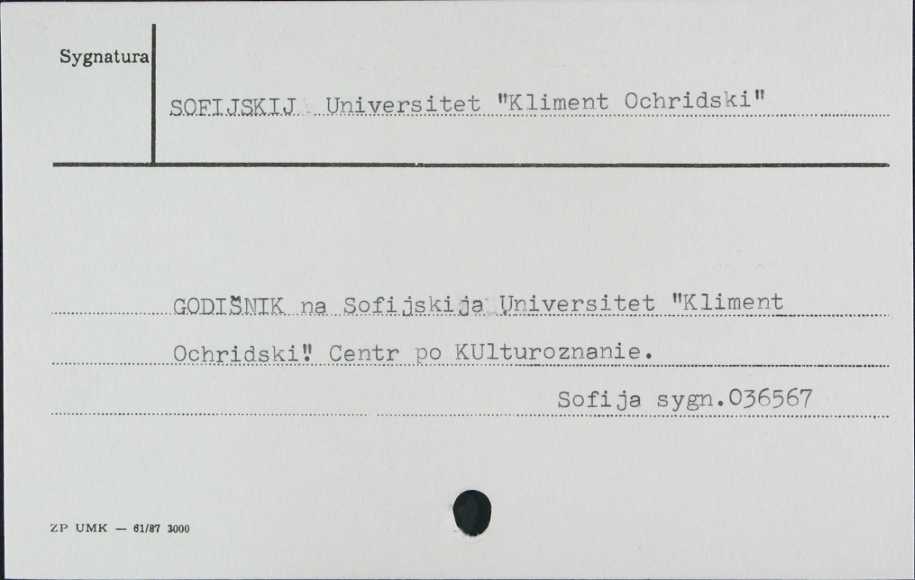 Sygnatura
SOFIJSKIJ Universitet "Kliment Ochridski"
GODIŠNIK na Sofijskija Universitet "Kliment
Ochridski". Centr po KUlturoznanie.
Sofija sygn.036567
ZP UMK — 61/87 3000